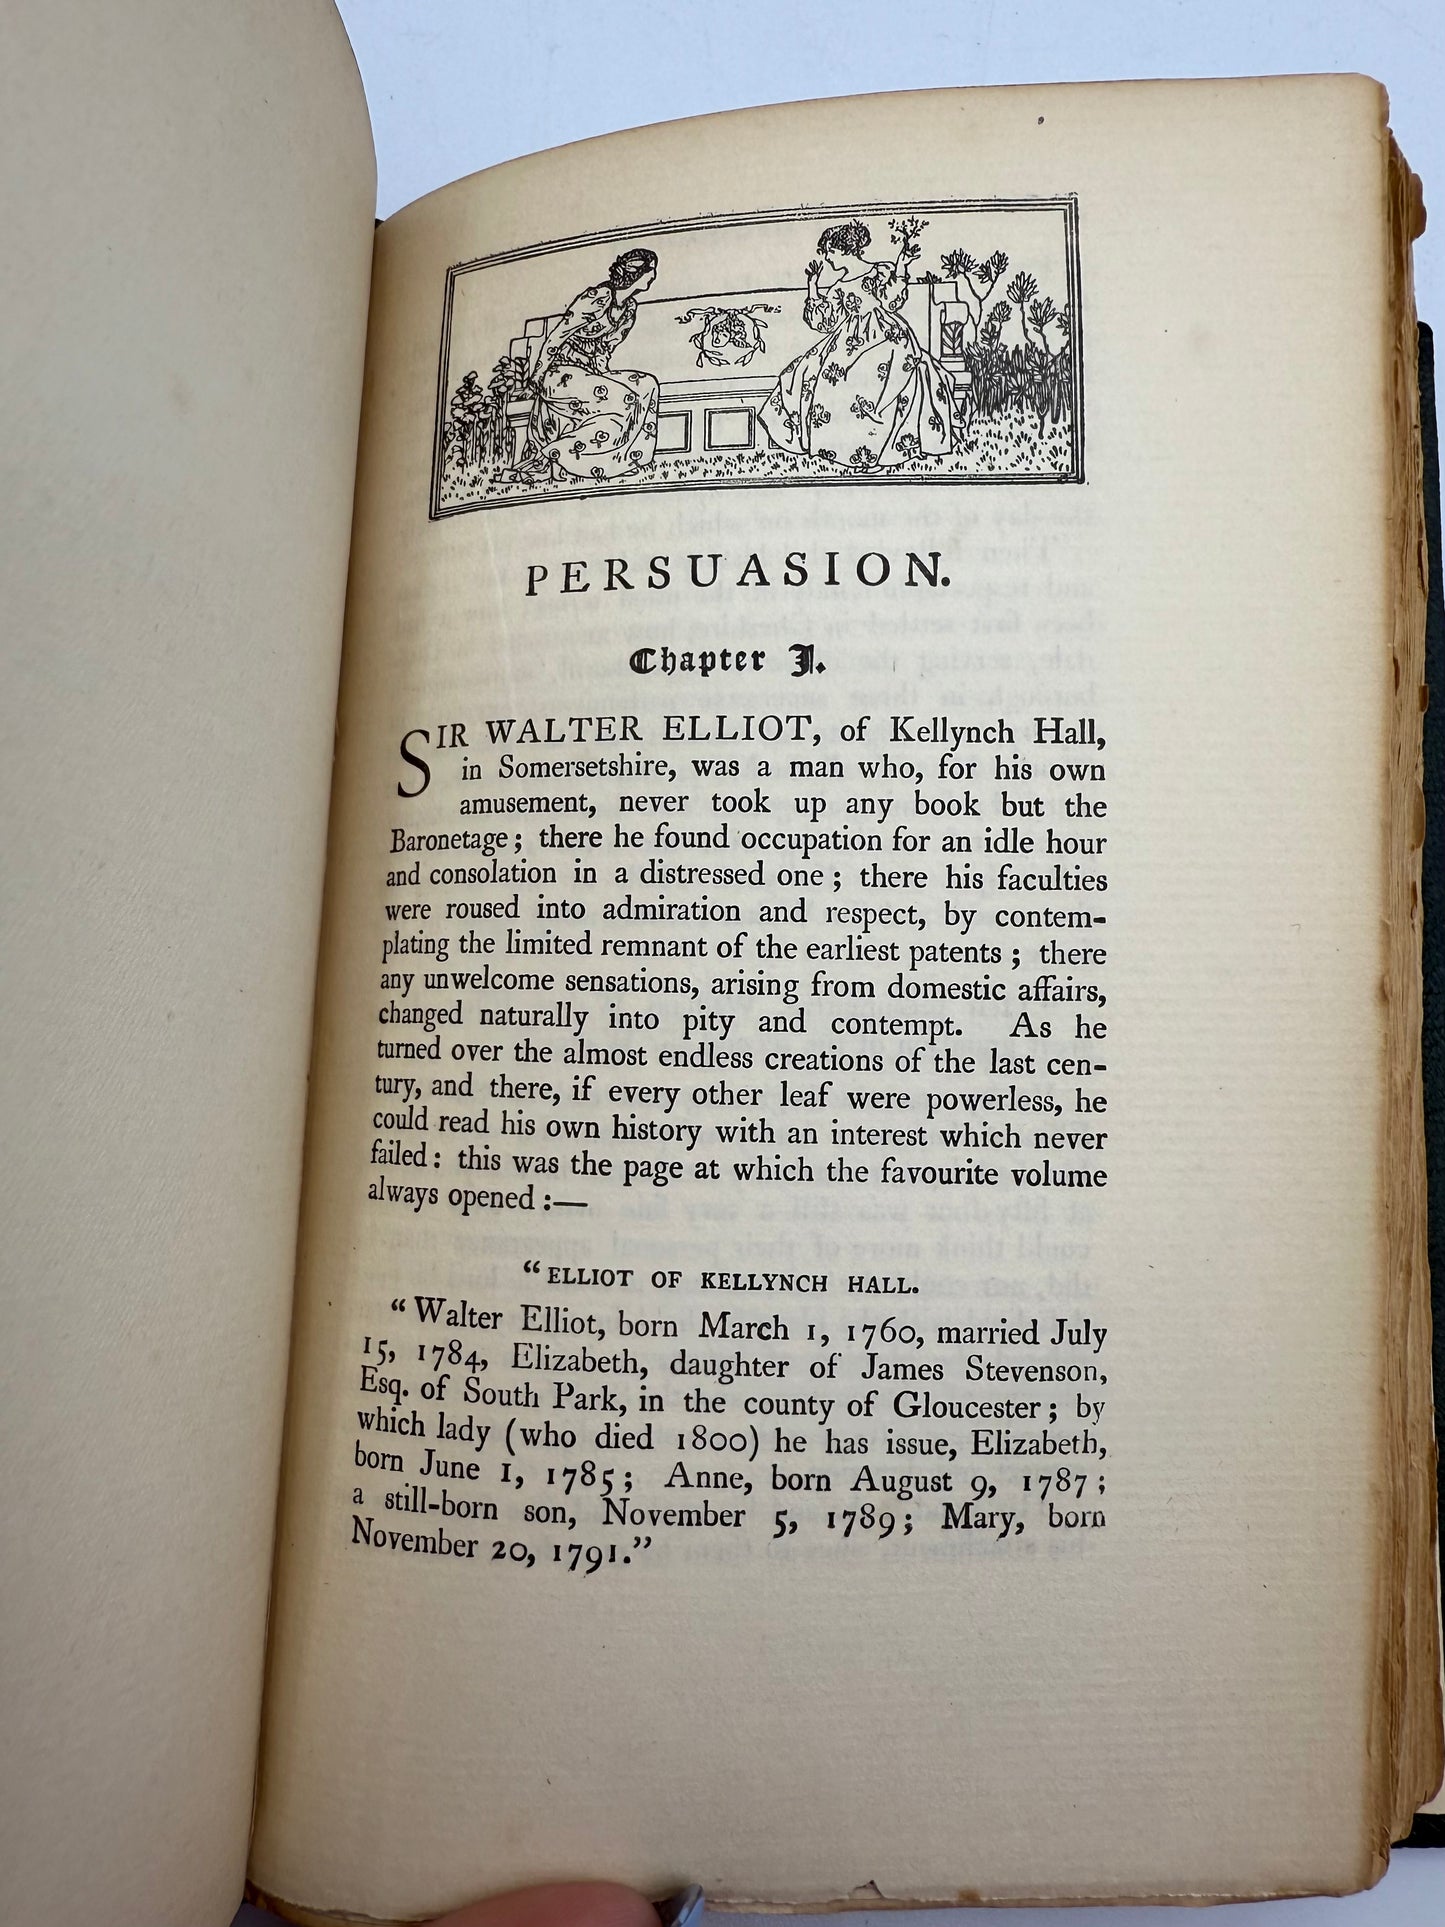 PERSUASION.
Chapter I.
SIR WALTER ELLIOT, of Kellynch Hall,
in Somersetshire, was a man who, for his own
amusement, never took up any book but the
Baronetage; there he found occupation for an idle hour
and consolation in a distressed one; there his faculties
were roused into admiration and respect, by contem-
plating the limited remnant of the earliest patents; there
any unwelcome sensations, arising from domestic affairs,
changed naturally into pity and contempt. As he
turned over the almost endless creations of the last cen-
tury, and there, if every other leaf were powerless, he
could read his own history with an interest which never
failed: this was the page at which the favourite volume
always opened:—
"ELLIOT OF KELLYNCH HALL.
"Walter Elliot, born March 1, 1760, married July
15, 1784, Elizabeth, daughter of James Stevenson,
Esq. of South Park, in the county of Gloucester; by
which lady (who died 1800) he has issue, Elizabeth,
born June 1, 1785; Anne, born August 9, 1787;
a still-born son, November 5, 1789; Mary, born
November 20, 1791."